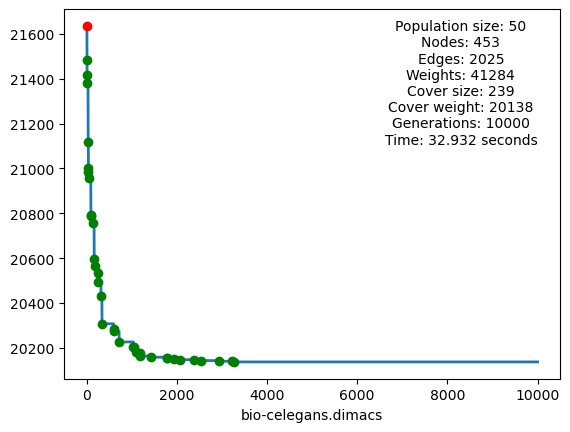 Population size: 50
Nodes: 453
Edges: 2025
Weights: 41284
Cover size: 239
Cover weight: 20138
Generations: 10000
Time: 32.932 seconds
21600
21400
21200
21000
20800
20600
20400
20200
0 2000 4000 6000 8000 10000
bio-celegans.dimacs